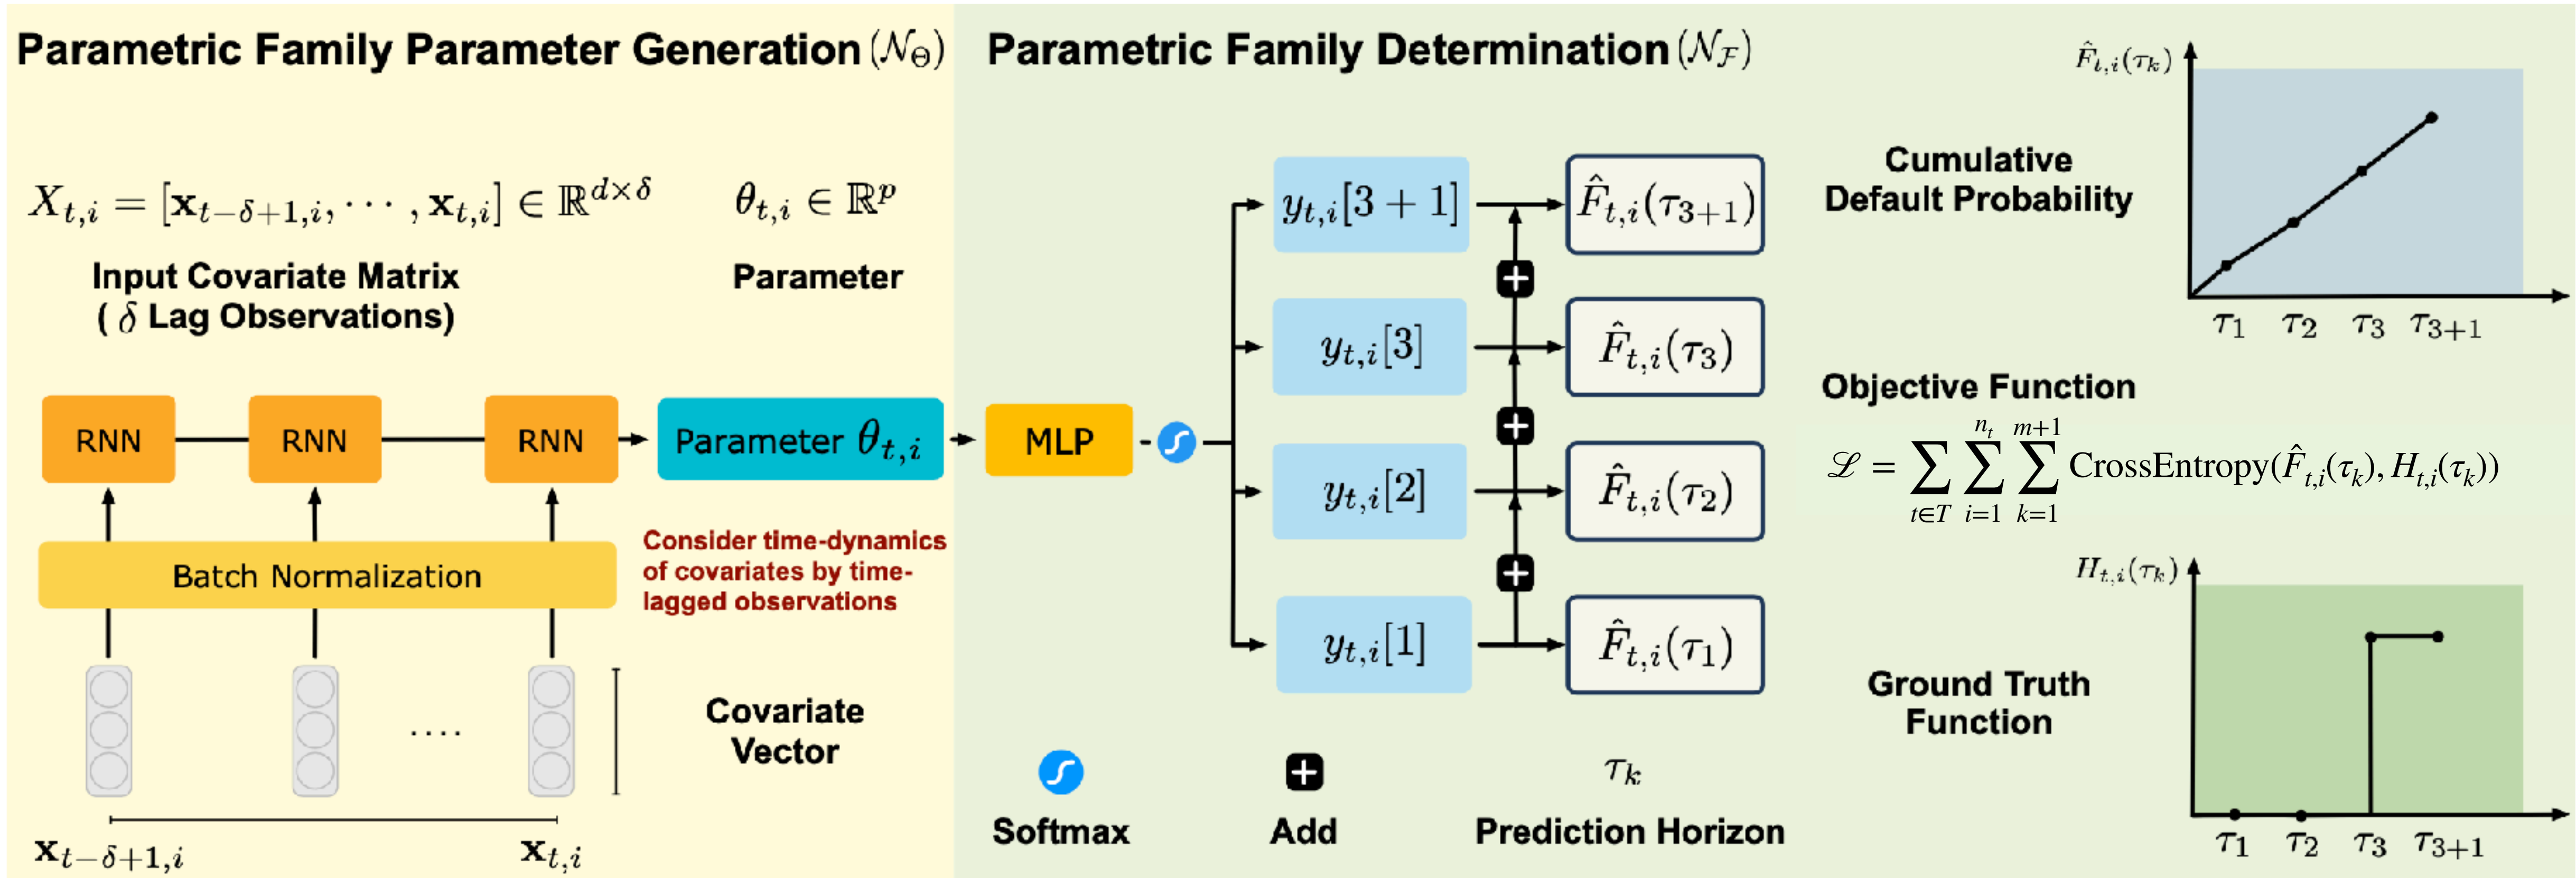 Parametric Family Parameter Generation (𝒩_Θ)
X_{t,i} = [𝐱_{t−δ+1,i}, ⋯ , 𝐱_{t,i}] ∈ ℝ^{d×δ}
θ_{t,i} ∈ ℝ^p
Input Covariate Matrix
( δ Lag Observations)
Parameter
RNN
RNN
RNN
Parameter θ_{t,i}
Batch Normalization
Consider time-dynamics
of covariates by time-
lagged observations
....
Covariate
Vector
𝐱_{t−δ+1,i}
𝐱_{t,i}
Parametric Family Determination (𝒩_ℱ)
MLP
y_{t,i}[3 + 1]
F̂_{t,i}(τ_{3+1})
y_{t,i}[3]
F̂_{t,i}(τ_3)
y_{t,i}[2]
F̂_{t,i}(τ_2)
y_{t,i}[1]
F̂_{t,i}(τ_1)
+
+
+
+
τ_k
Softmax
Add
Prediction Horizon
Cumulative
Default Probability
F̂_{t,i}(τ_k)
τ_1 τ_2 τ_3 τ_{3+1}
Objective Function
ℒ = ∑_{t∈T} ∑_{i=1}^{n_t} ∑_{k=1}^{m+1} CrossEntropy(F̂_{t,i}(τ_k), H_{t,i}(τ_k))
Ground Truth
Function
H_{t,i}(τ_k)
τ_1 τ_2 τ_3 τ_{3+1}